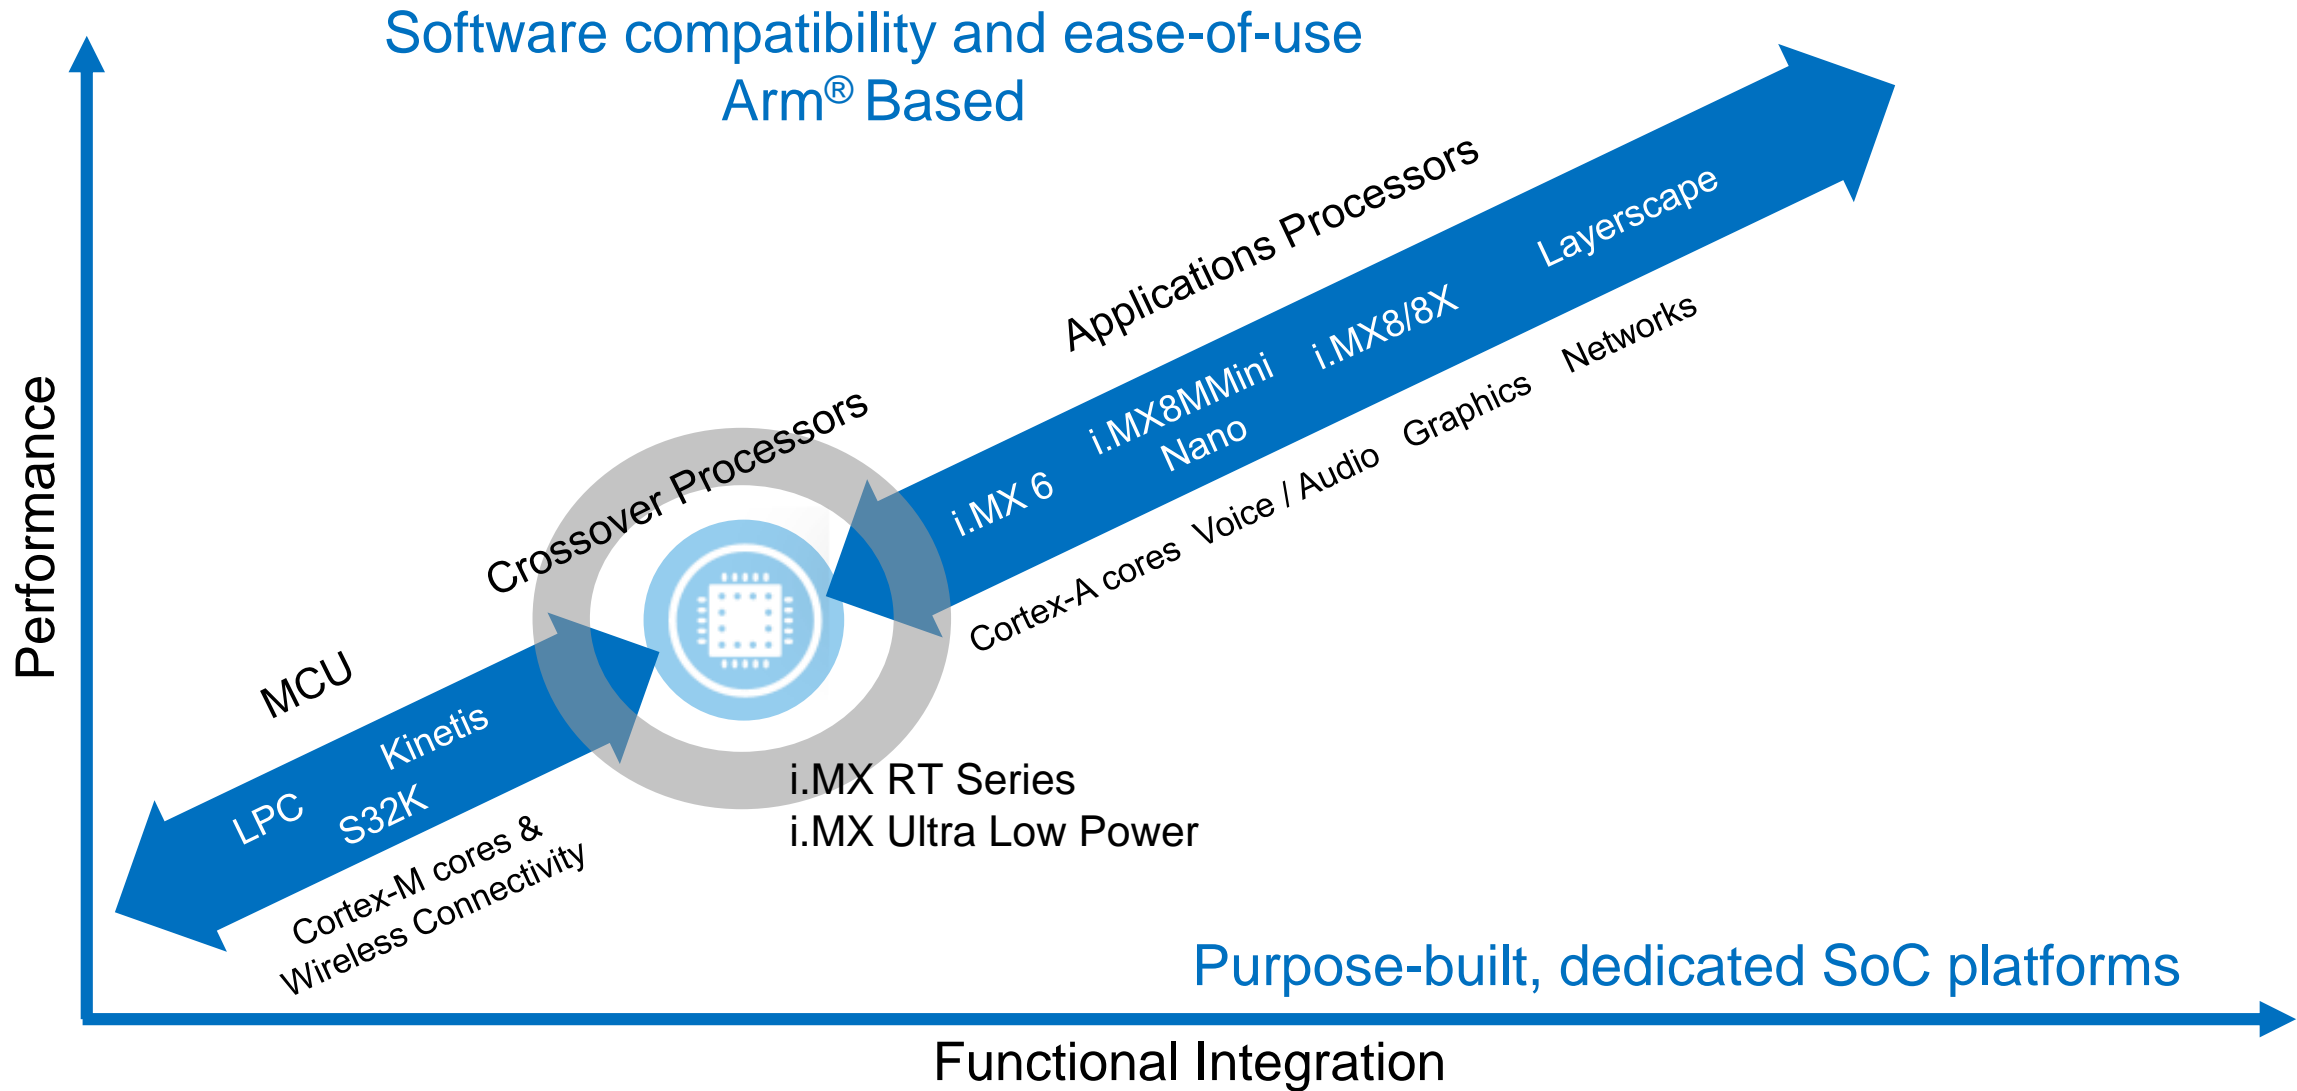 Software compatibility and ease-of-use
Arm® Based
Performance
Applications Processors
Layerscape
i.MX8/8X
i.MX8MMini
Nano
i.MX 6
Networks
Graphics
Voice / Audio
Cortex-A cores
Crossover Processors
MCU
Kinetis
LPC
S32K
i.MX RT Series
i.MX Ultra Low Power
Cortex-M cores &
Wireless Connectivity
Purpose-built, dedicated SoC platforms
Functional Integration